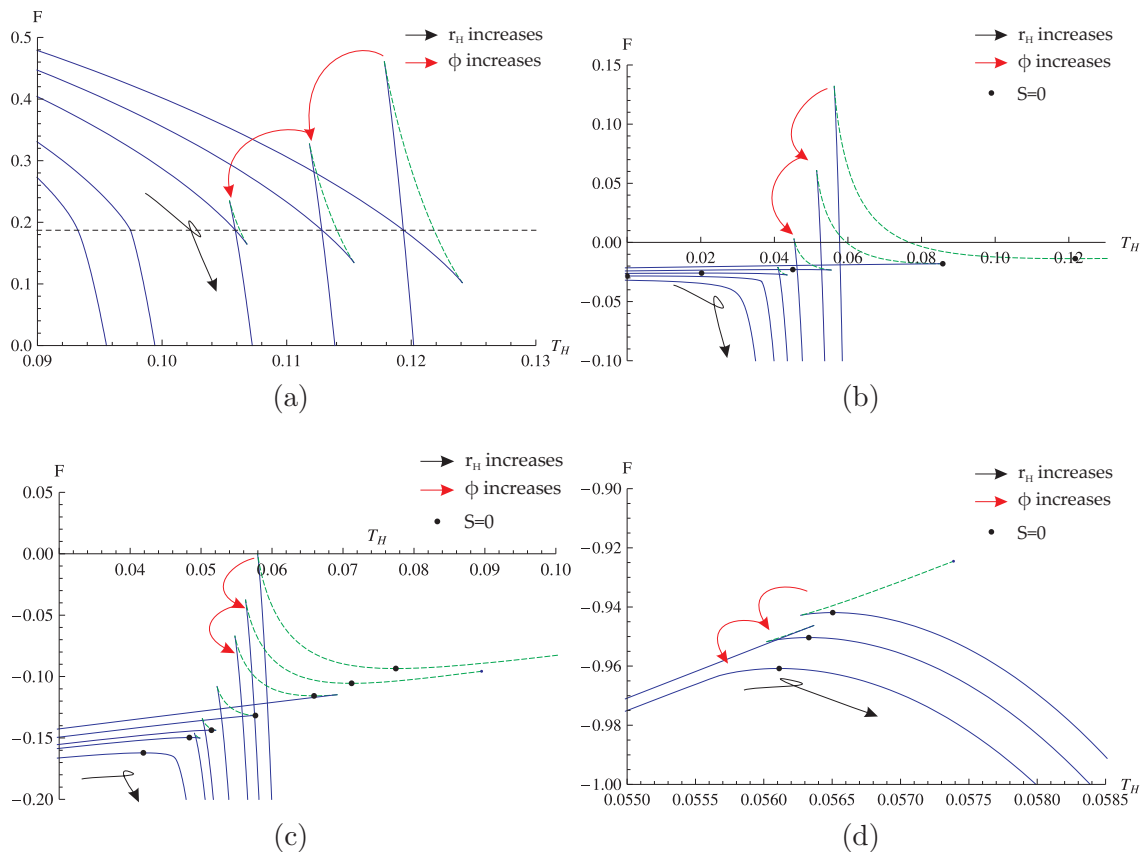 F
r_H increases
ϕ increases
0.5
0.4
0.3
0.2
0.1
0.0
0.09 0.10 0.11 0.12 T_H 0.13
(a)
F
r_H increases
ϕ increases
S=0
0.15
0.10
0.05
0.00
−0.05
−0.10
0.02 0.04 0.06 0.08 0.10 0.12 T_H
(b)
F
r_H increases
ϕ increases
S=0
0.05
0.00
−0.05
−0.10
−0.15
−0.20
T_H
0.04 0.05 0.06 0.07 0.08 0.09 0.10
(c)
F
r_H increases
ϕ increases
S=0
−0.90
−0.92
−0.94
−0.96
−0.98
−1.00
T_H
0.0550 0.0555 0.0560 0.0565 0.0570 0.0575 0.0580 0.0585
(d)